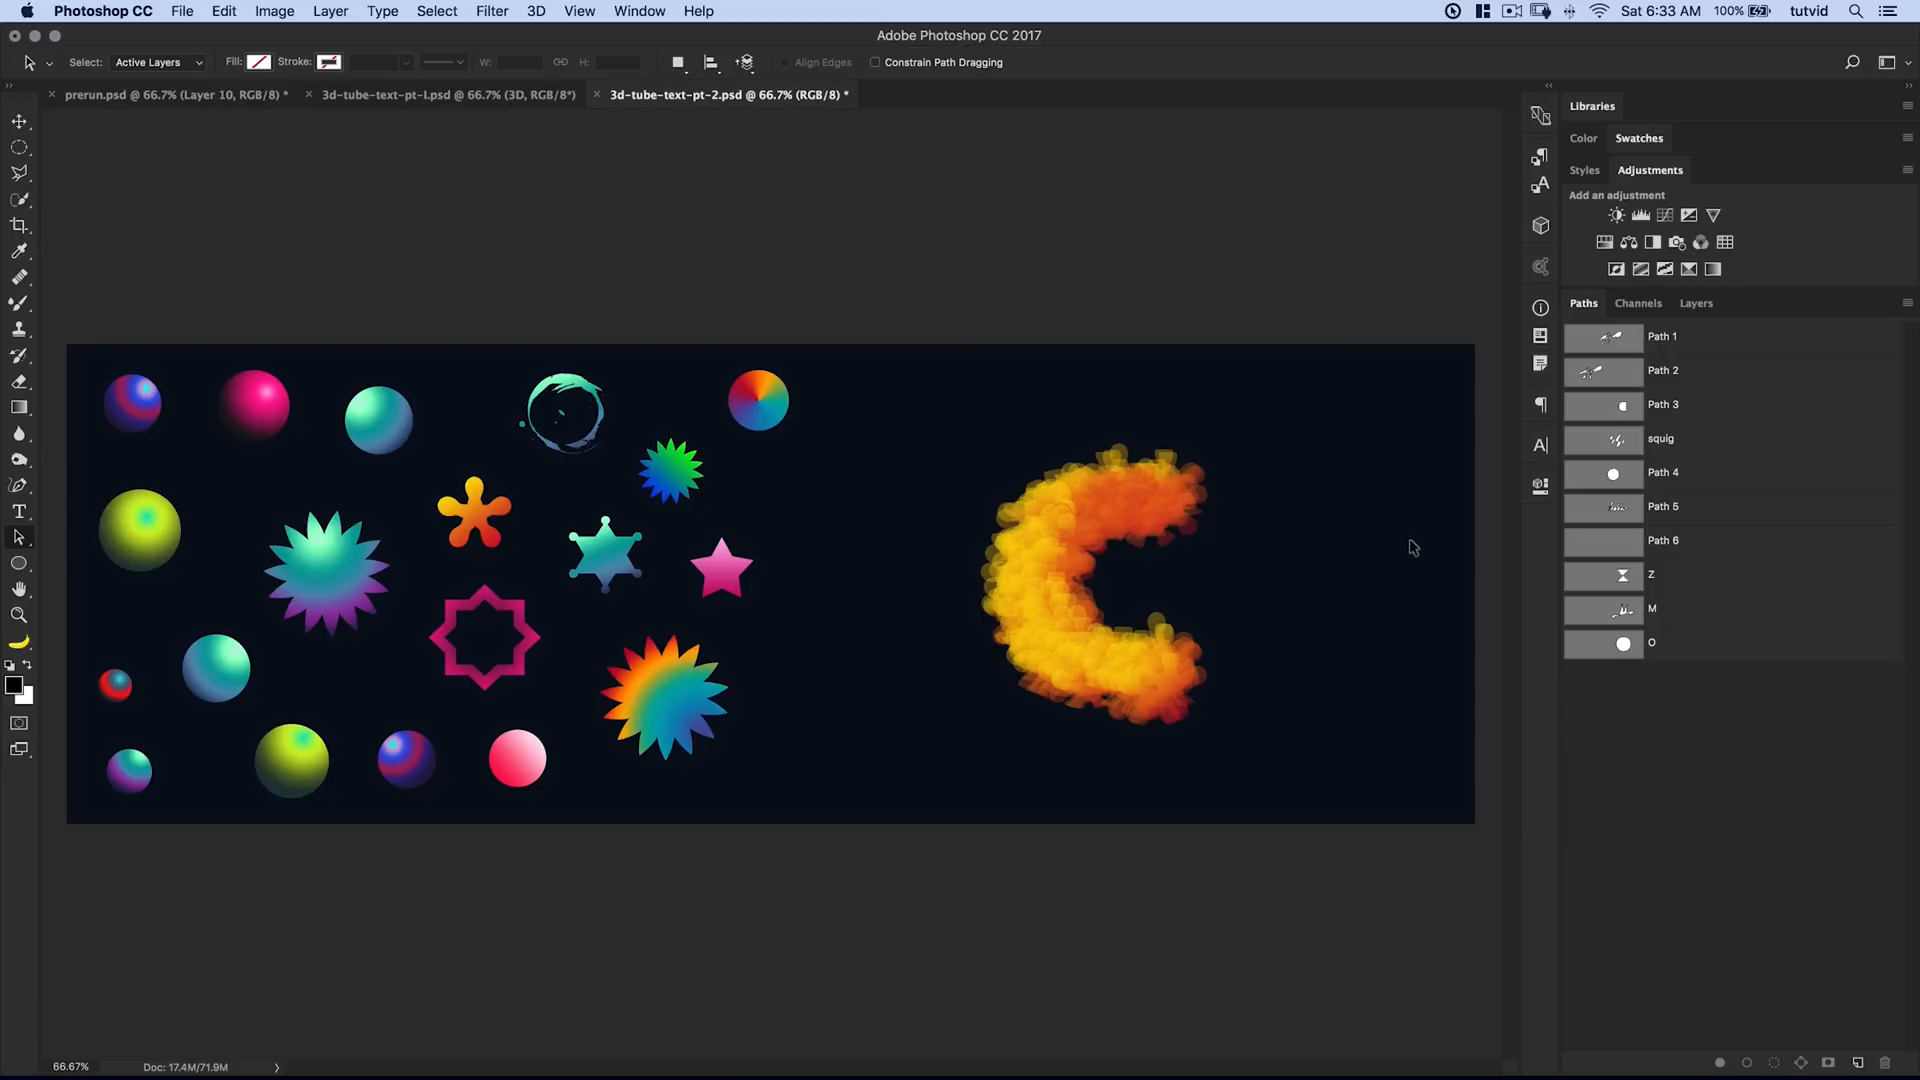 Photoshop CC File Edit Image Layer Type Select Filter 3D View Window Help Sat 6:33 AM 100% tutvid
Adobe Photoshop CC 2017
Select: Active Layers Fill: Stroke: W: H: Align Edges Constrain Path Dragging
prerun.psd @ 66.7% (Layer 10, RGB/8) * 3d-tube-text-pt-1.psd @ 66.7% (3D, RGB/8*) 3d-tube-text-pt-2.psd @ 66.7% (RGB/8) *
Libraries
Color Swatches
Styles Adjustments
Add an adjustment
Paths Channels Layers
Path 1
Path 2
Path 3
squig
Path 4
Path 5
Path 6
Z
M
O
C
66.67% Doc: 17.4M/71.9M